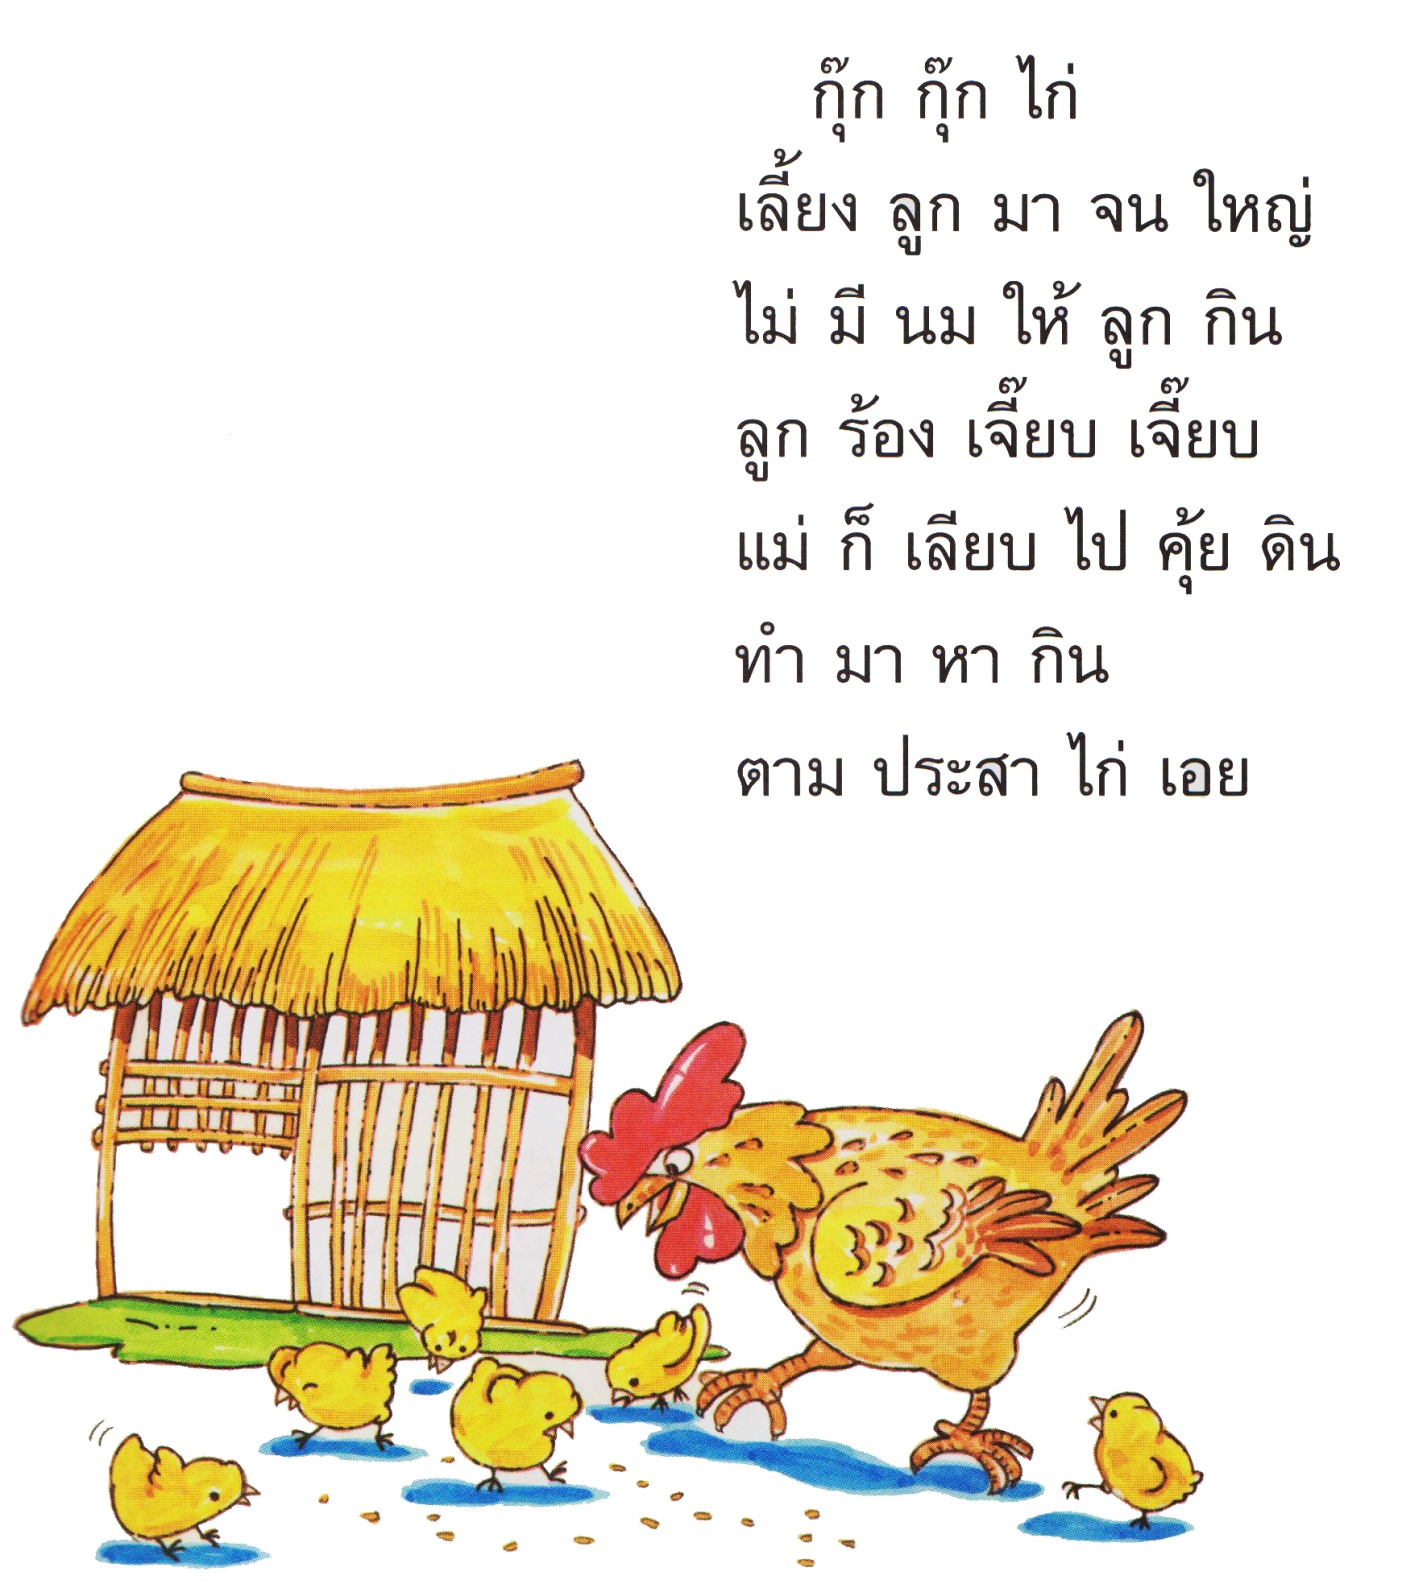 กุ๊ก กุ๊ก ไก่
เลี้ยง ลูก มา จน ใหญ่
ไม่ มี นม ให้ ลูก กิน
ลูก ร้อง เจี๊ยบ เจี๊ยบ
แม่ ก็ เลียบ ไป คุ้ย ดิน
ทำ มา หา กิน
ตาม ประสา ไก่ เอย